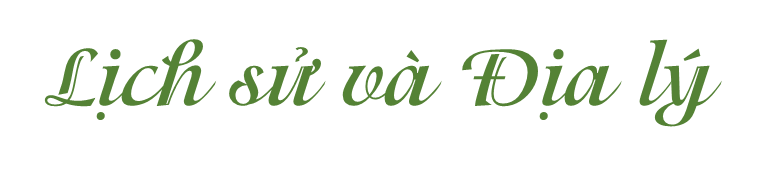 Lịch sử và Địa lý